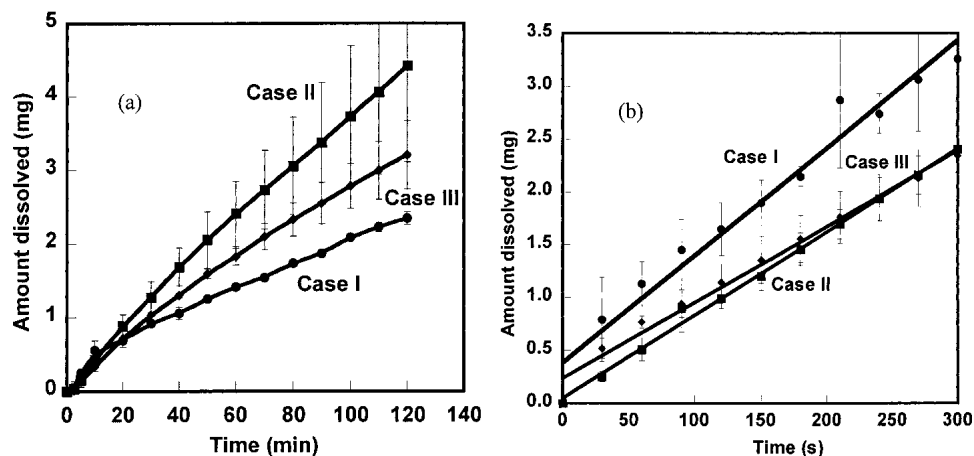 5
4
3
2
1
0
Amount dissolved (mg)
(a)
Case II
Case III
Case I
0 20 40 60 80 100 120 140
Time (min)
3.5
3.0
2.5
2.0
1.5
1.0
0.5
0.0
Amount dissolved (mg)
(b)
Case I
Case III
Case II
0 50 100 150 200 250 300
Time (s)